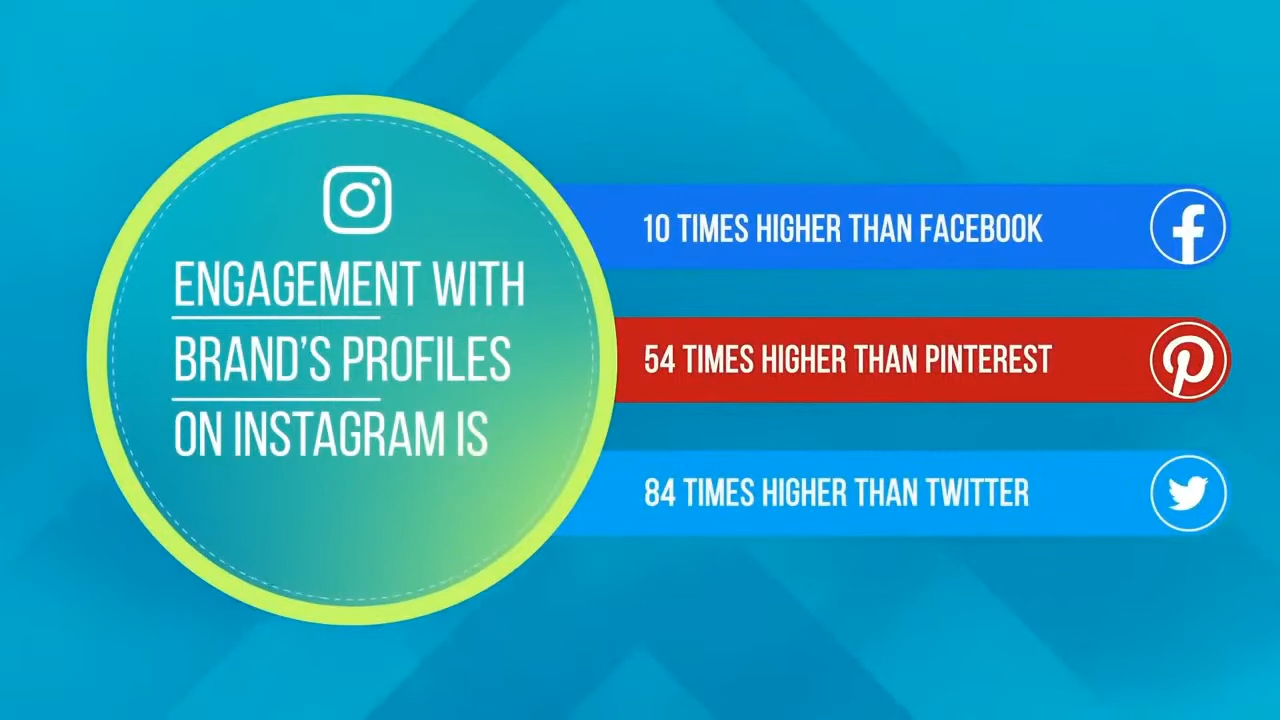 ENGAGEMENT WITH
BRAND'S PROFILES
ON INSTAGRAM IS
10 TIMES HIGHER THAN FACEBOOK
54 TIMES HIGHER THAN PINTEREST
84 TIMES HIGHER THAN TWITTER